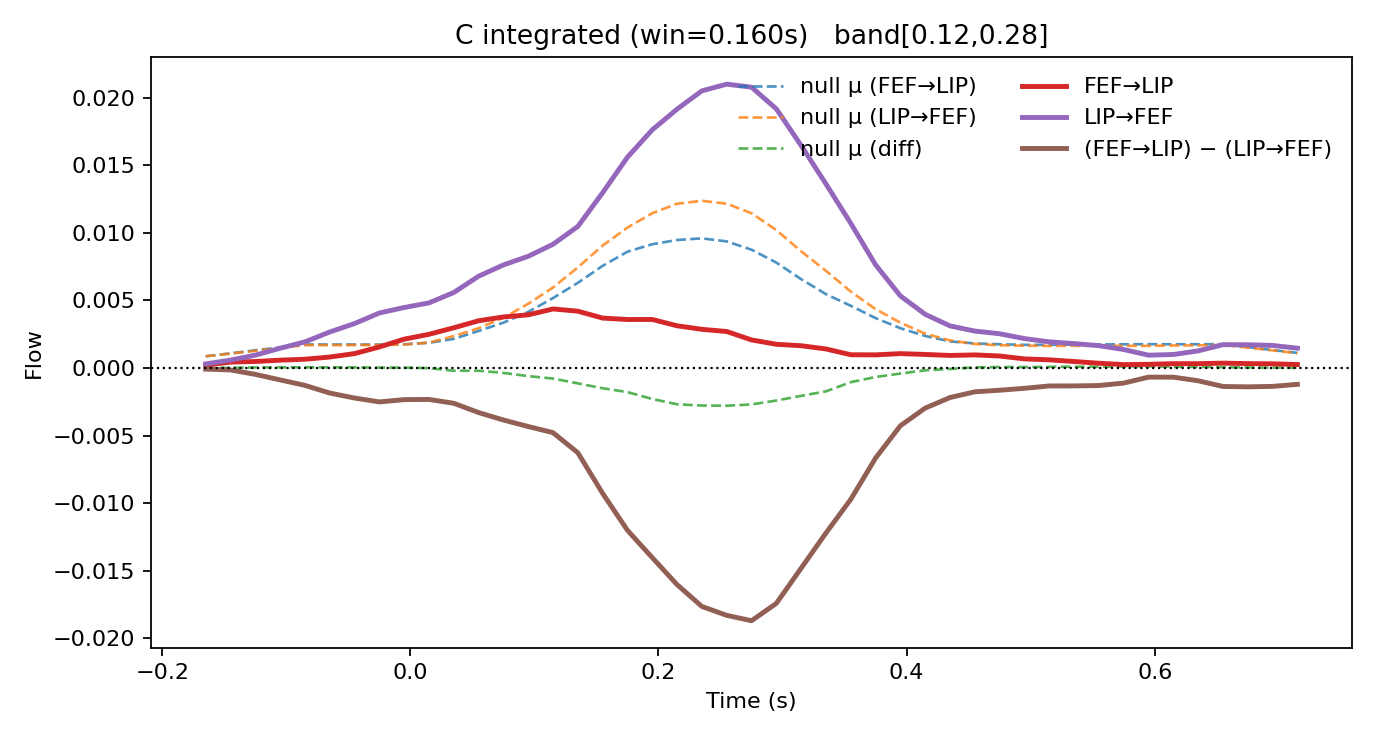 C integrated (win=0.160s)   band[0.12,0.28]
null μ (FEF→LIP)
null μ (LIP→FEF)
null μ (diff)
FEF→LIP
LIP→FEF
(FEF→LIP) − (LIP→FEF)
Flow
0.020
0.015
0.010
0.005
0.000
−0.005
−0.010
−0.015
−0.020
−0.2
0.0
0.2
0.4
0.6
Time (s)